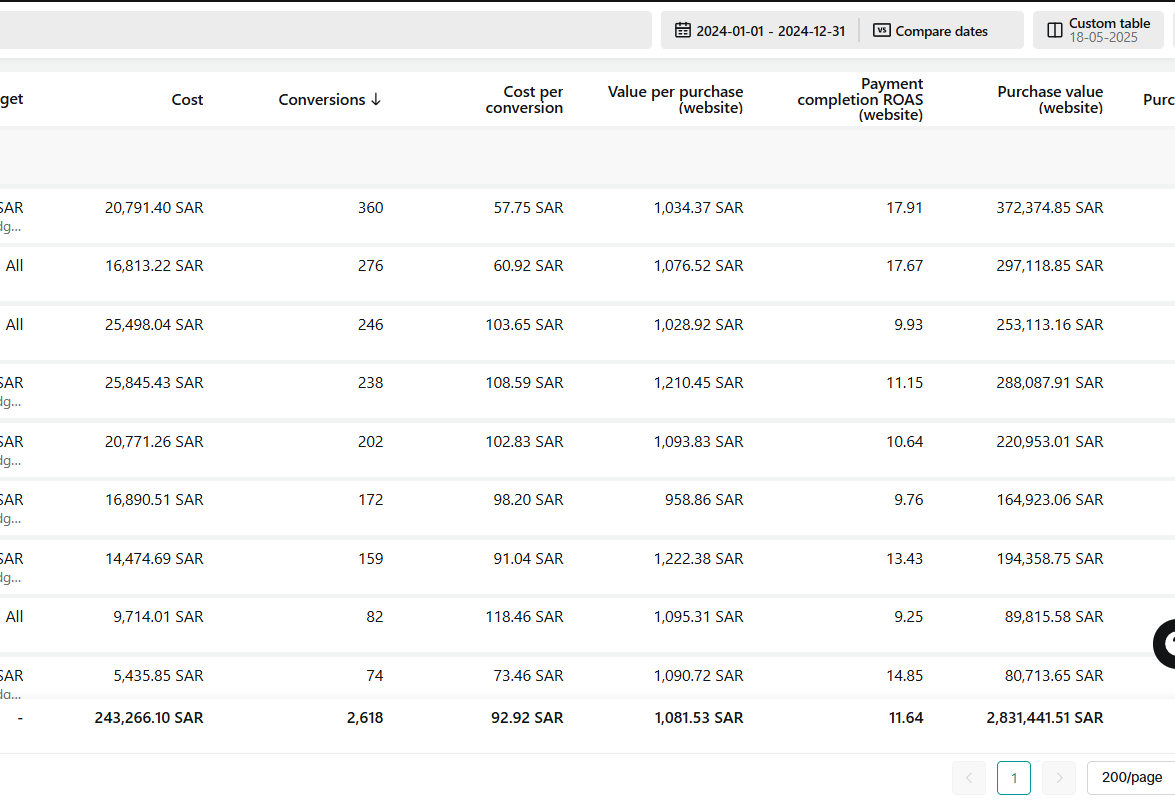 2024-01-01 - 2024-12-31 VS Compare dates Custom table
18-05-2025
get Cost Conversions ↓ Cost per conversion Value per purchase (website) Payment completion ROAS (website) Purchase value (website) Purc
SAR 20,791.40 SAR 360 57.75 SAR 1,034.37 SAR 17.91 372,374.85 SAR
dg...
All 16,813.22 SAR 276 60.92 SAR 1,076.52 SAR 17.67 297,118.85 SAR
All 25,498.04 SAR 246 103.65 SAR 1,028.92 SAR 9.93 253,113.16 SAR
SAR 25,845.43 SAR 238 108.59 SAR 1,210.45 SAR 11.15 288,087.91 SAR
dg...
SAR 20,771.26 SAR 202 102.83 SAR 1,093.83 SAR 10.64 220,953.01 SAR
dg...
SAR 16,890.51 SAR 172 98.20 SAR 958.86 SAR 9.76 164,923.06 SAR
dg...
SAR 14,474.69 SAR 159 91.04 SAR 1,222.38 SAR 13.43 194,358.75 SAR
dg...
All 9,714.01 SAR 82 118.46 SAR 1,095.31 SAR 9.25 89,815.58 SAR
SAR 5,435.85 SAR 74 73.46 SAR 1,090.72 SAR 14.85 80,713.65 SAR
dg...
- 243,266.10 SAR 2,618 92.92 SAR 1,081.53 SAR 11.64 2,831,441.51 SAR
< 1 > 200/page